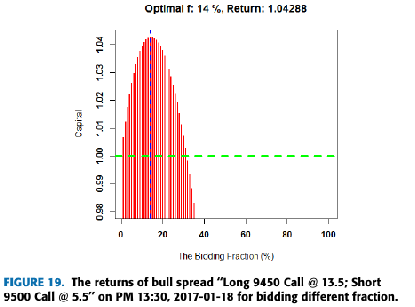 Optimal f: 14 %, Return: 1.04288
Capital
1.04
1.03
1.02
1.01
1.00
0.99
0.98
0 20 40 60 80 100
The Bidding Fraction (%)
FIGURE 19. The returns of bull spread "Long 9450 Call @ 13.5; Short
9500 Call @ 5.5" on PM 13:30, 2017-01-18 for bidding different fraction.